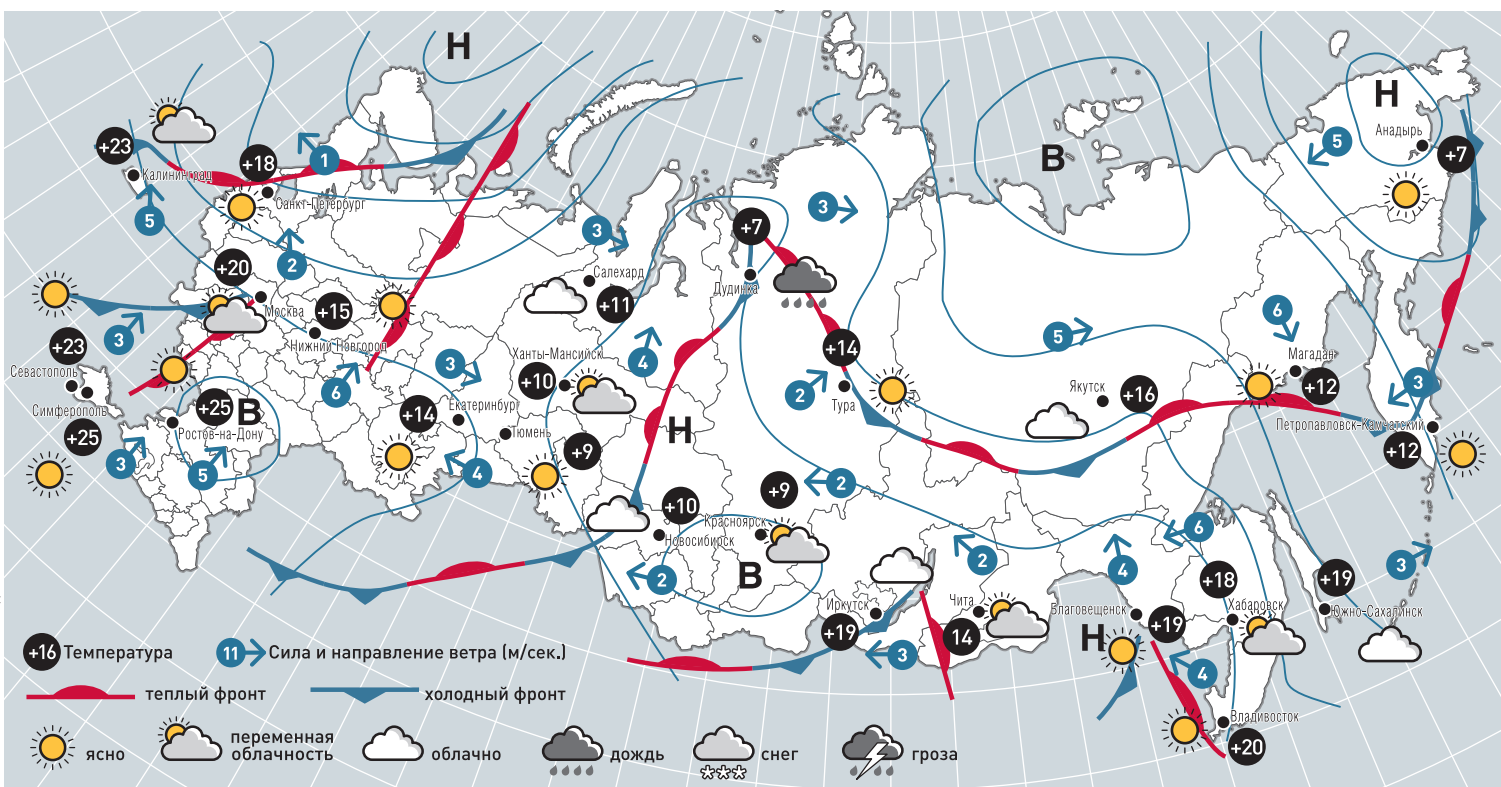 Н
Н
Анадырь
+23
+18
1
5
+7
Калининград
В
Санкт-Петербург
3
5
+7
2
3
+20
Салехард
Дудинка
Москва
+15
+11
6
3
Нижний Новгород
5
+23
+14
Магадан
Севастополь
3
Ханты-Мансийск
4
+10
2
Тура
Якутск
+16
+12
3
6
Симферополь
+25
В
+14
Екатеринбург
Н
Петропавловск-Камчатский
+25
Ростов-на-Дону
Тюмень
+9
+12
3
5
4
+9
2
+10
Красноярск
Новосибирск
6
2
4
3
2
В
+18
+19
Иркутск
Чита
Благовещенск
Хабаровск
Южно-Сахалинск
+19
14
Н
+19
3
4
+16 Температура
11 Сила и направление ветра (м/сек.)
теплый фронт
холодный фронт
Владивосток
+20
ясно
переменная
облачность
облачно
дождь
снег
гроза